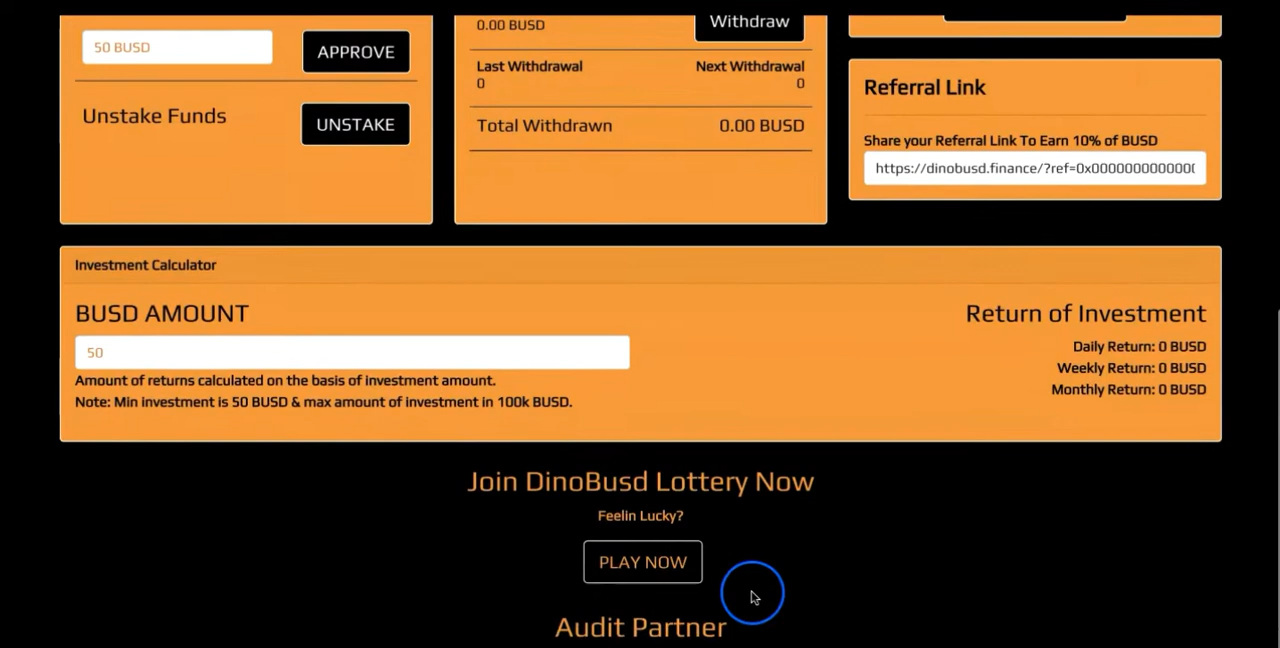 50 BUSD
APPROVE
Unstake Funds
UNSTAKE
0.00 BUSD
Withdraw
Last Withdrawal
Next Withdrawal
0
0
Total Withdrawn
0.00 BUSD
Referral Link
Share your Referral Link To Earn 10% of BUSD
https://dinobusd.finance/?ref=0x0000000000000
Investment Calculator
BUSD AMOUNT
50
Amount of returns calculated on the basis of investment amount.
Note: Min investment is 50 BUSD & max amount of investment in 100k BUSD.
Return of Investment
Daily Return: 0 BUSD
Weekly Return: 0 BUSD
Monthly Return: 0 BUSD
Join DinoBusd Lottery Now
Feelin Lucky?
PLAY NOW
Audit Partner